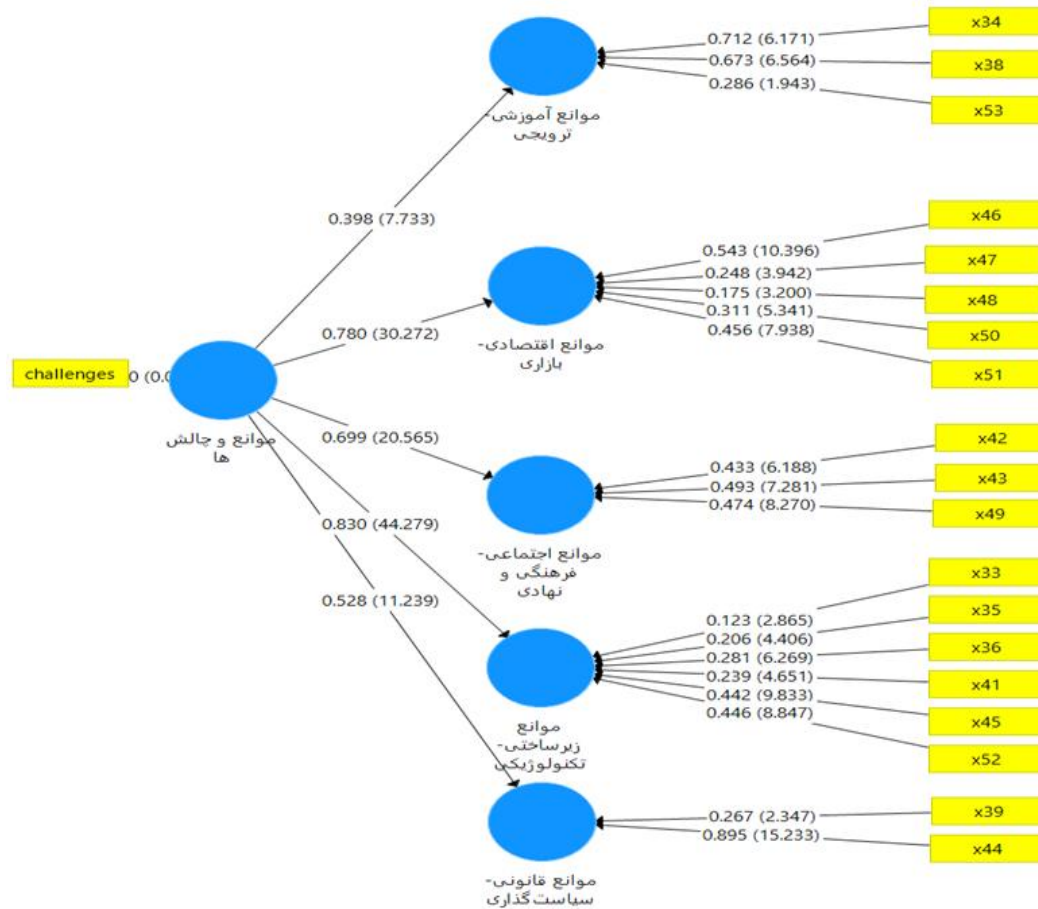 x34
0.712 (6.171)
0.673 (6.564)
x38
0.286 (1.943)
x53
موانع آموزشی-
ترویجی
0.398 (7.733)
x46
0.543 (10.396)
0.248 (3.942)
x47
0.175 (3.200)
x48
0.311 (5.341)
x50
0.456 (7.938)
x51
0.780 (30.272)
موانع اقتصادی-
بازاری
challenges
موانع و چالش
ها
0.699 (20.565)
x42
0.433 (6.188)
0.493 (7.281)
x43
0.474 (8.270)
x49
0.830 (44.279)
موانع اجتماعی-
فرهنگی و
نهادی
0.528 (11.239)
x33
0.123 (2.865)
x35
0.206 (4.406)
0.281 (6.269)
x36
0.239 (4.651)
x41
0.442 (9.833)
x45
0.446 (8.847)
x52
موانع
زیرساختی-
تکنولوژیکی
x39
0.267 (2.347)
0.895 (15.233)
x44
موانع قانونی-
سیاست گذاری